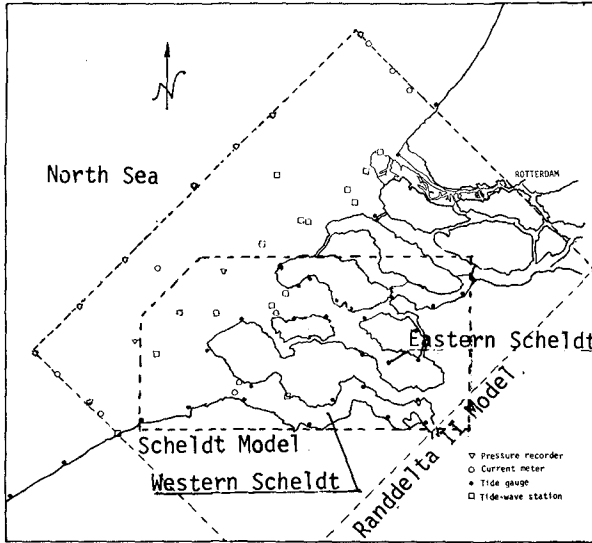 N
North Sea
ROTTERDAM
Eastern Scheldt
Scheldt Model
Western Scheldt
Randdelta II Model
Pressure recorder
Current meter
Tide gauge
Tide-wave station